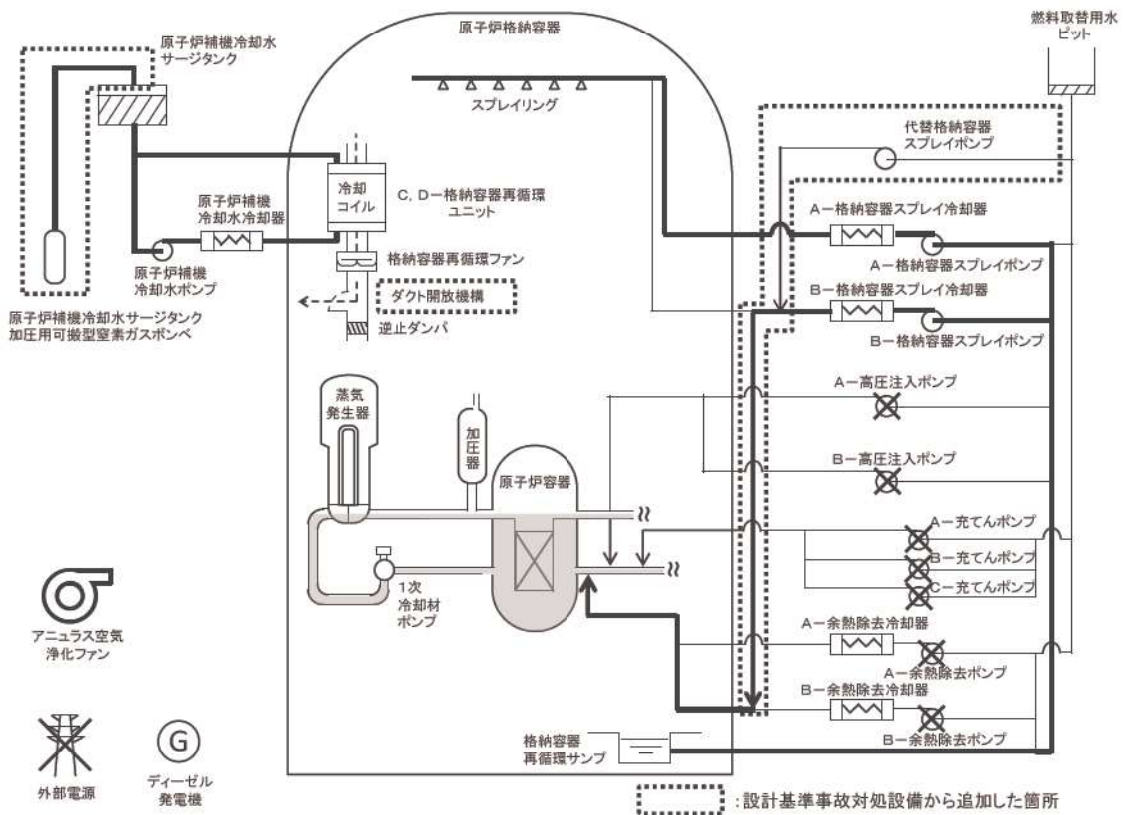 原子炉格納容器
燃料取替用水
ピット
原子炉補機冷却水
サージタンク
スプレイリング
代替格納容器
スプレイポンプ
冷却
コイル
C,D－格納容器再循環
ユニット
原子炉補機
冷却水冷却器
A－格納容器スプレイ冷却器
A－格納容器スプレイポンプ
格納容器再循環ファン
原子炉補機
冷却水ポンプ
ダクト開放機構
B－格納容器スプレイ冷却器
原子炉補機冷却水サージタンク
加圧用可搬型窒素ガスボンベ
逆止ダンパ
B－格納容器スプレイポンプ
A－高圧注入ポンプ
蒸気
発生器
加圧器
B－高圧注入ポンプ
原子炉容器
A－充てんポンプ
B－充てんポンプ
C－充てんポンプ
1次
冷却材
ポンプ
アニュラス空気
浄化ファン
A－余熱除去冷却器
A－余熱除去ポンプ
B－余熱除去冷却器
B－余熱除去ポンプ
格納容器
再循環サンプ
外部電源
G
ディーゼル
発電機
：設計基準事故対処設備から追加した箇所